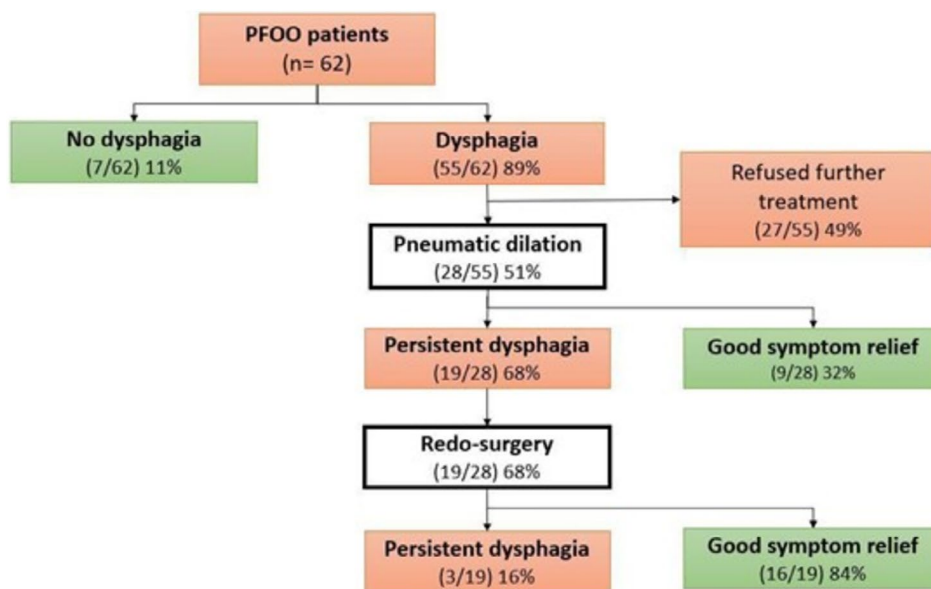 PFOO patients
(n= 62)
No dysphagia
(7/62) 11%
Dysphagia
(55/62) 89%
Refused further
treatment
(27/55) 49%
Pneumatic dilation
(28/55) 51%
Persistent dysphagia
(19/28) 68%
Good symptom relief
(9/28) 32%
Redo-surgery
(19/28) 68%
Persistent dysphagia
(3/19) 16%
Good symptom relief
(16/19) 84%